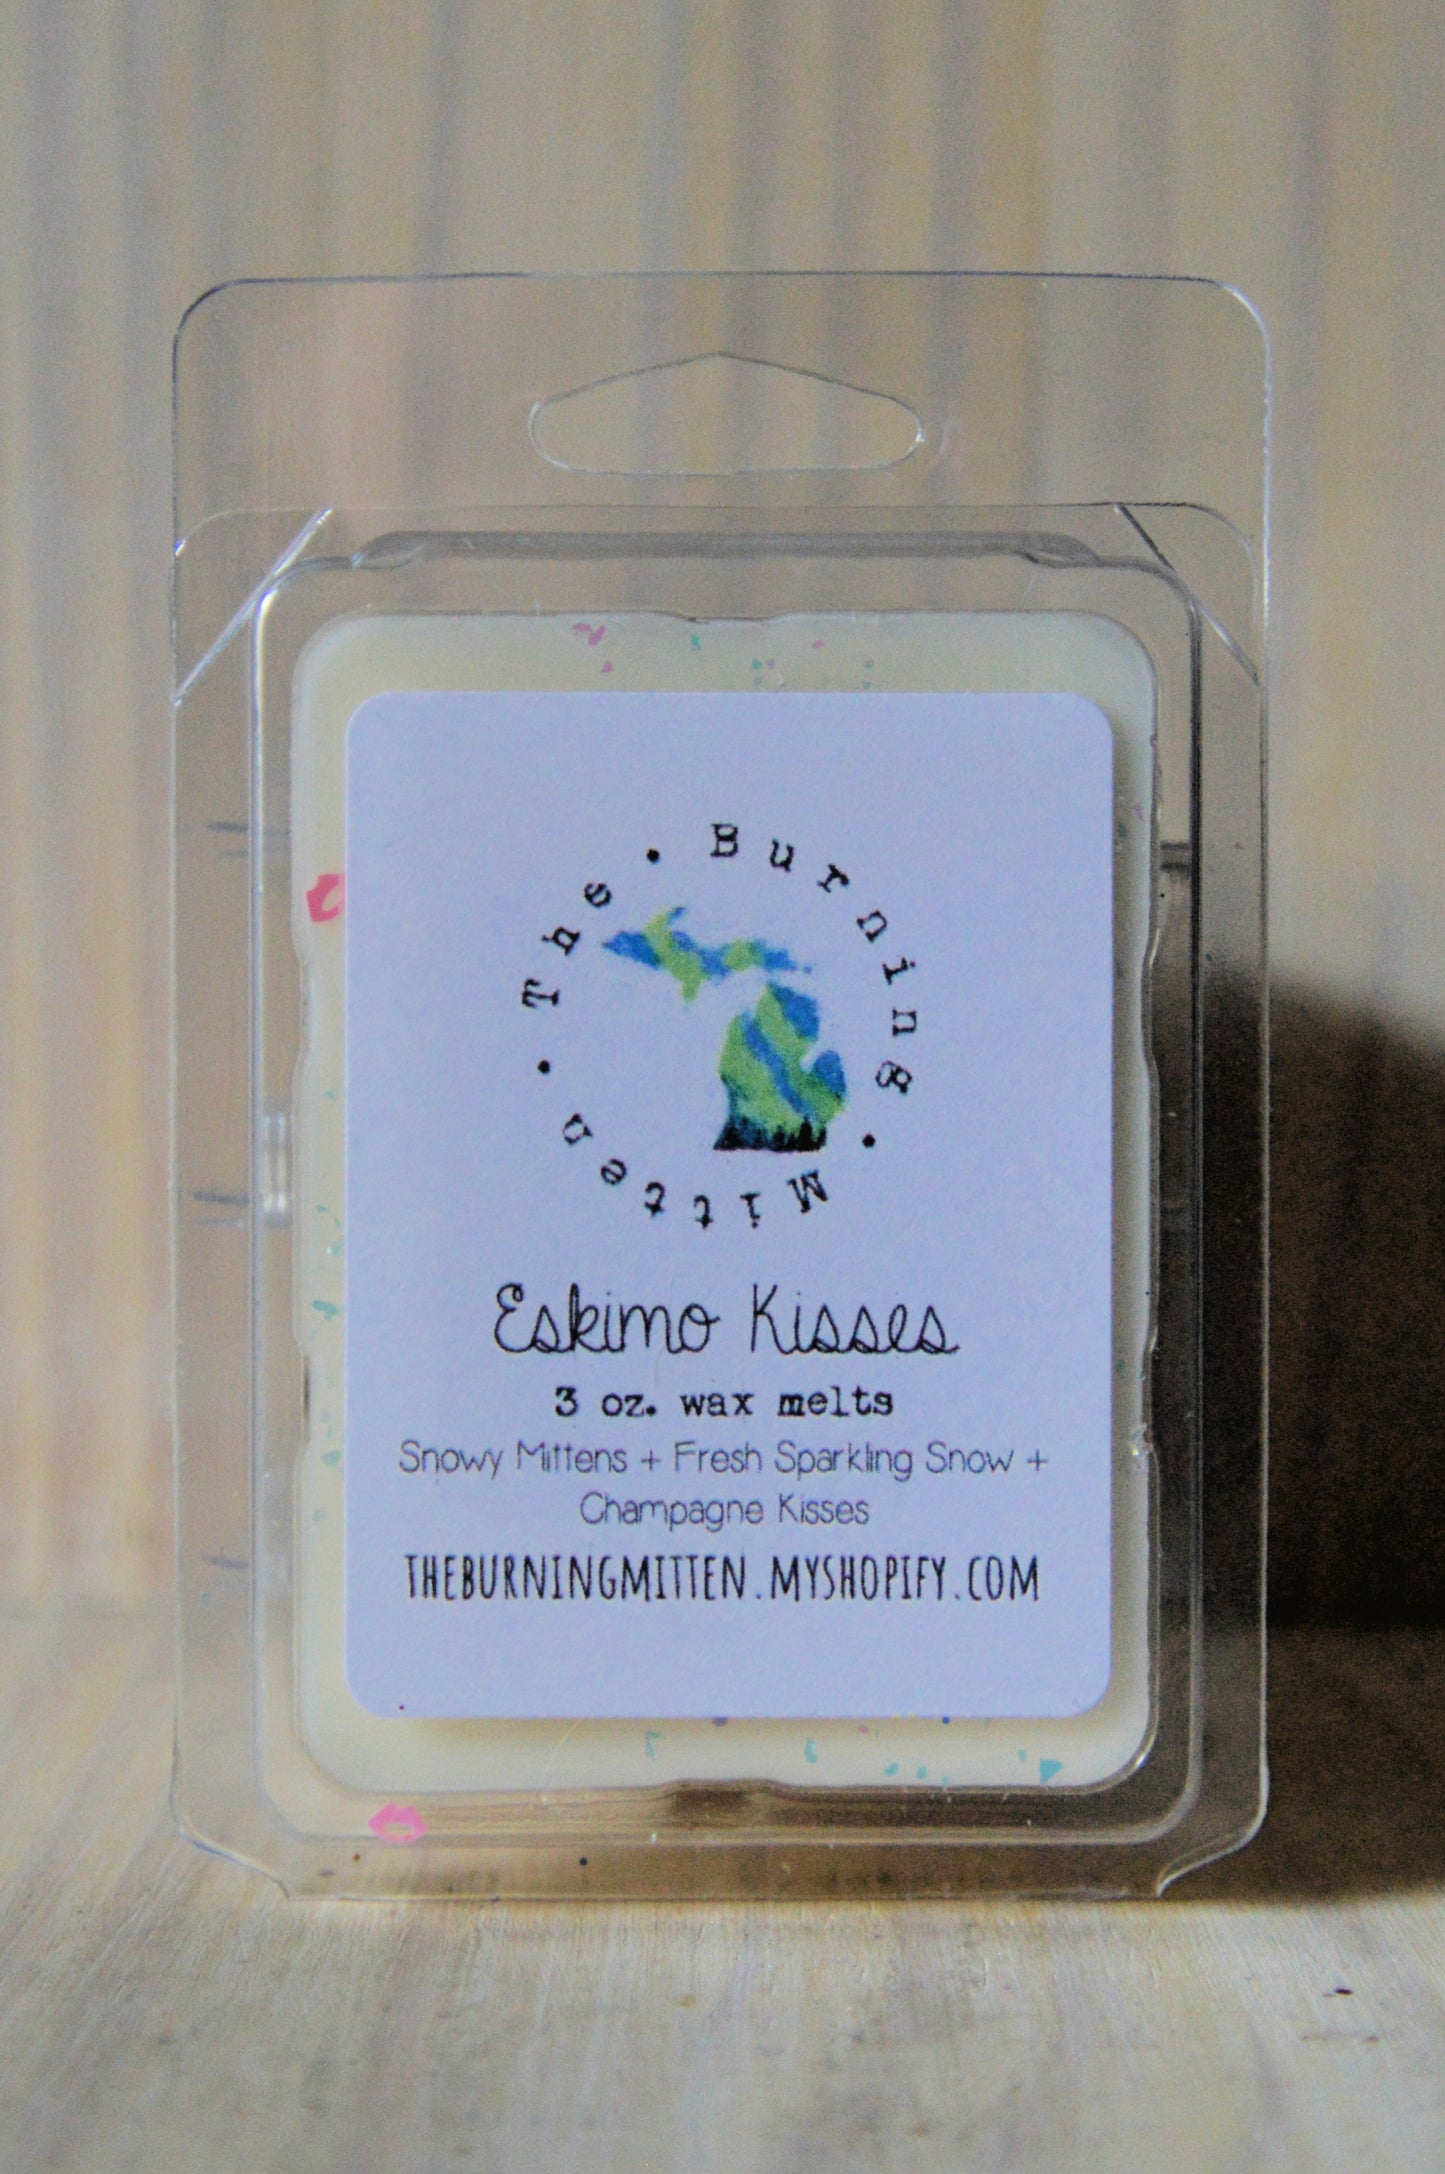 The • Burning • Mitten •
Eskimo Kisses
3 oz. wax melts
Snowy Mittens + Fresh Sparkling Snow +
Champagne Kisses
THEBURNINGMITTEN.MYSHOPIFY.COM